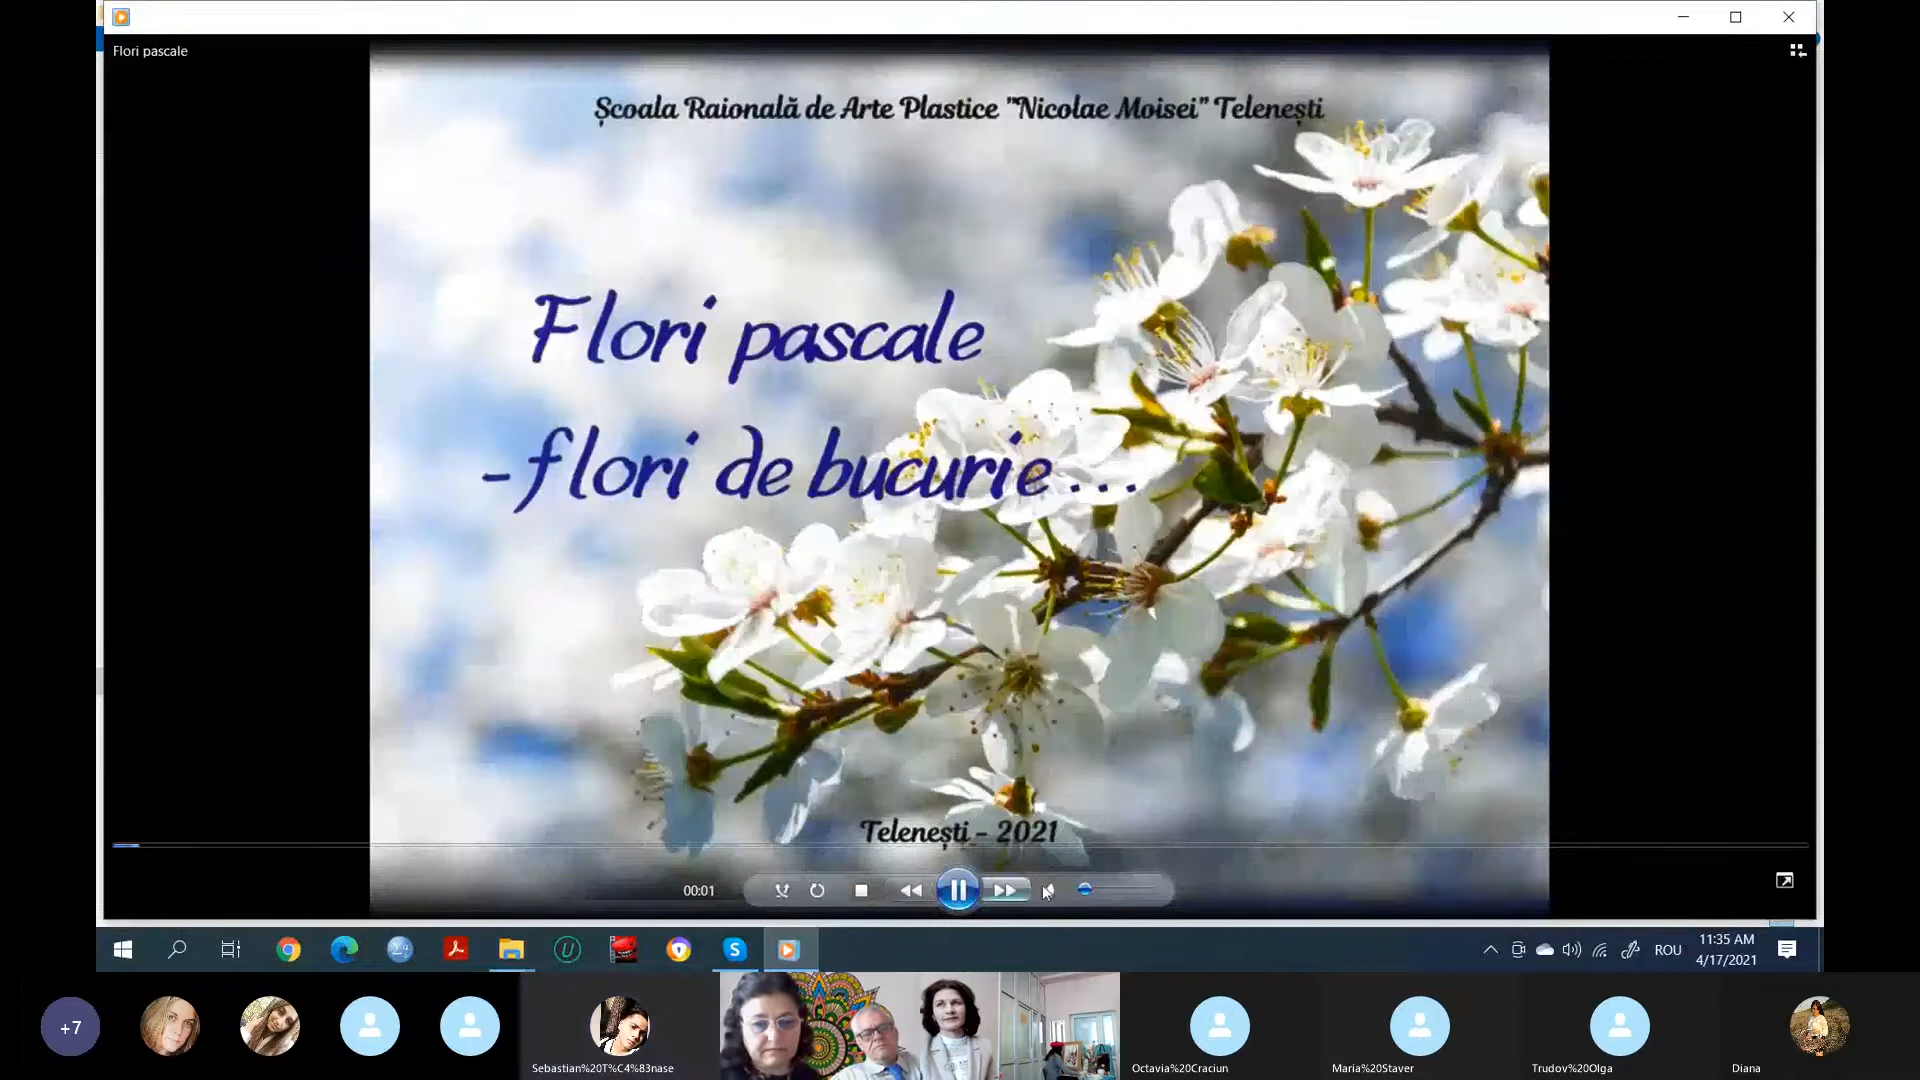 Flori pascale
Școala Raională de Arte Plastice "Nicolae Moisei" Telenești
Flori pascale
-flori de bucurie...
Telenești - 2021
00:01
ROU
11:35 AM
4/17/2021
+7
Sebastian%20T%C4%83nase
Octavia%20Craciun
Maria%20Staver
Trudov%20Olga
Diana